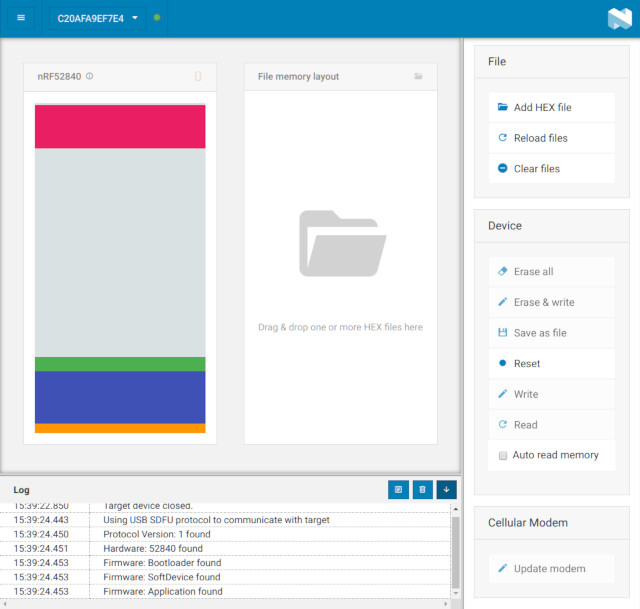 C20AFA9EF7E4
nRF52840
File memory layout
Drag & drop one or more HEX files here
File
Add HEX file
Reload files
Clear files
Device
Erase all
Erase & write
Save as file
Reset
Write
Read
Auto read memory
Cellular Modem
Update modem
Log
15:39:22.850 Target device closed.
15:39:24.443 Using USB SDFU protocol to communicate with target
15:39:24.450 Protocol Version: 1 found
15:39:24.451 Hardware: 52840 found
15:39:24.453 Firmware: Bootloader found
15:39:24.453 Firmware: SoftDevice found
15:39:24.453 Firmware: Application found